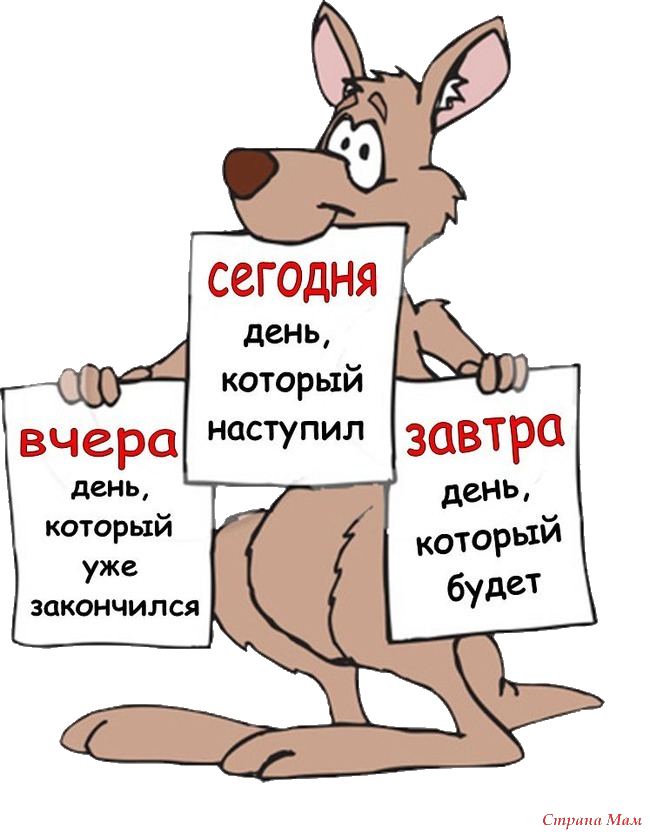 сегодня
день,
который
наступил
вчера
день,
который
уже
закончился
завтра
день,
который
будет
Страна Мам